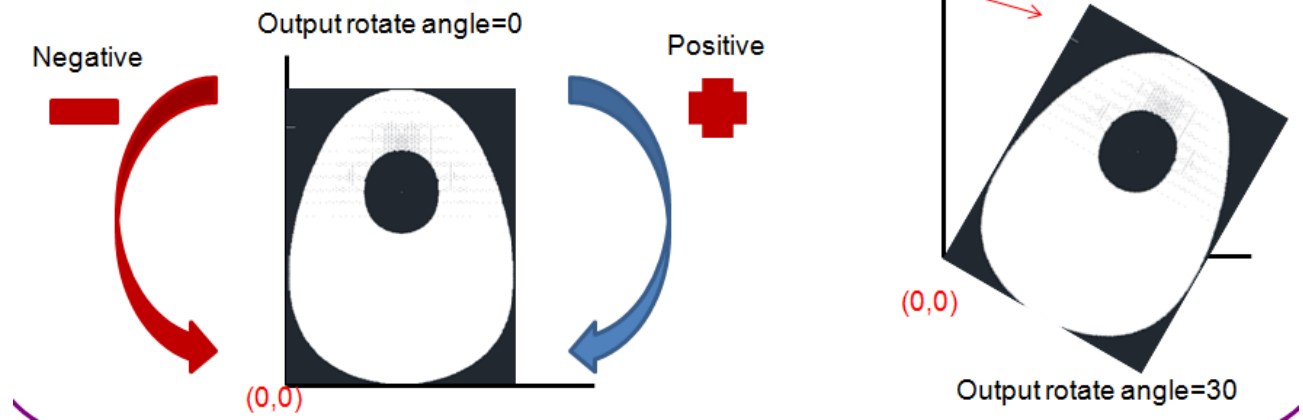 Output rotate angle=0
Negative
Positive
(0,0)
(0,0)
Output rotate angle=30